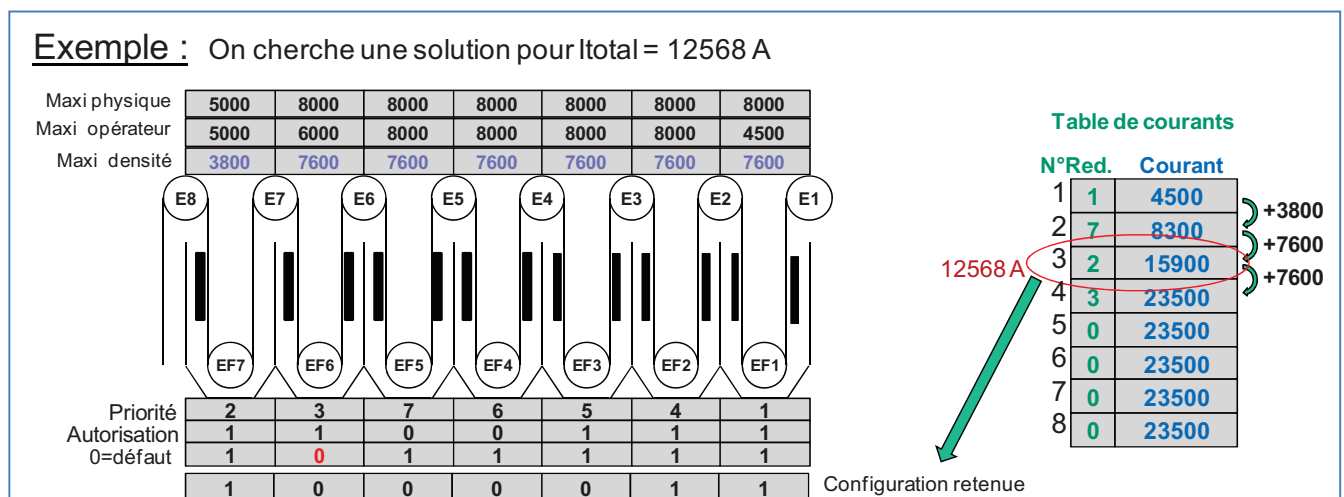 Exemple : On cherche une solution pour Itotal = 12568 A
Maxi physique 5000 8000 8000 8000 8000 8000 8000
Maxi opérateur 5000 6000 8000 8000 8000 8000 4500
Maxi densité 3800 7600 7600 7600 7600 7600 7600
E8 E7 E6 E5 E4 E3 E2 E1
EF7 EF6 EF5 EF4 EF3 EF2 EF1
Priorité 2 3 7 6 5 4 1
Autorisation 1 1 0 0 1 1 1
0=défaut 1 0 1 1 1 1 1
1 0 0 0 0 1 1 Configuration retenue
Table de courants
N°Red. Courant
1 1 4500
+3800
2 7 8300
+7600
12568 A 3 2 15900
+7600
4 3 23500
5 0 23500
6 0 23500
7 0 23500
8 0 23500